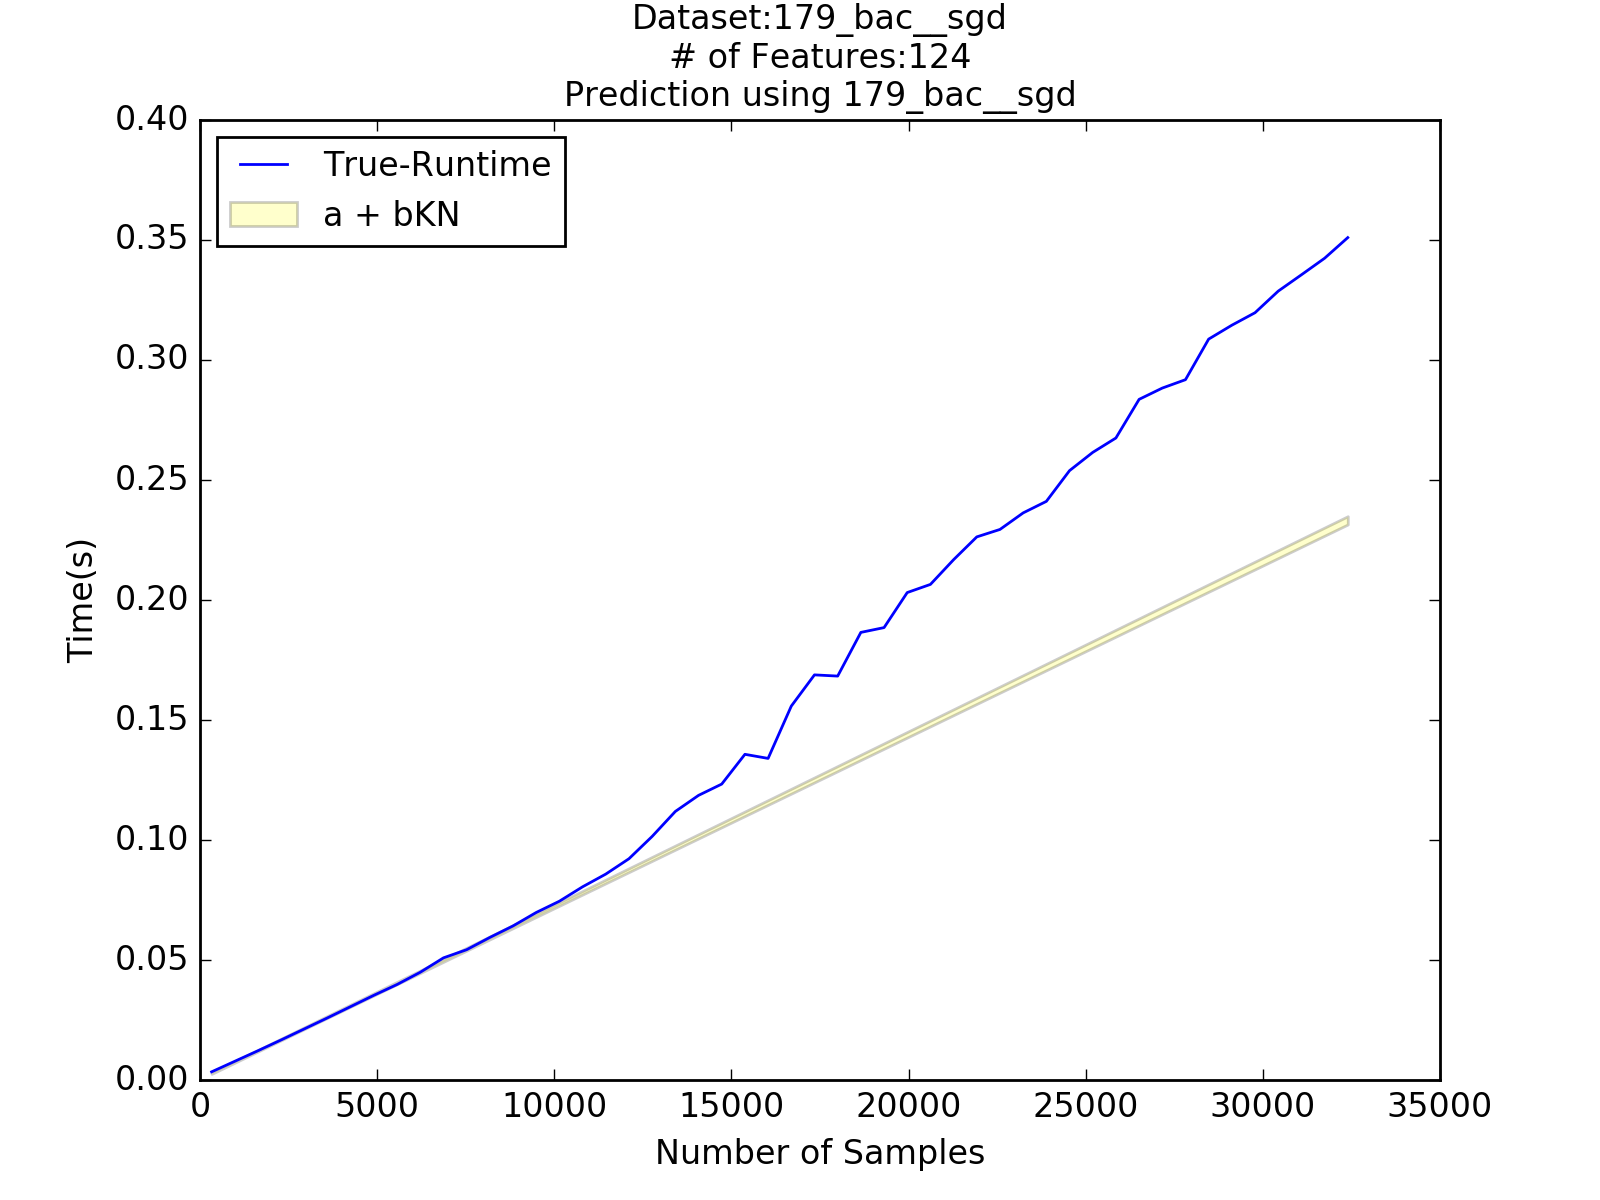 Dataset:179_bac__sgd
# of Features:124
Prediction using 179_bac__sgd
True-Runtime
a + bKN
0.40
0.35
0.30
0.25
0.20
0.15
0.10
0.05
0.00
Time(s)
0 5000 10000 15000 20000 25000 30000 35000
Number of Samples